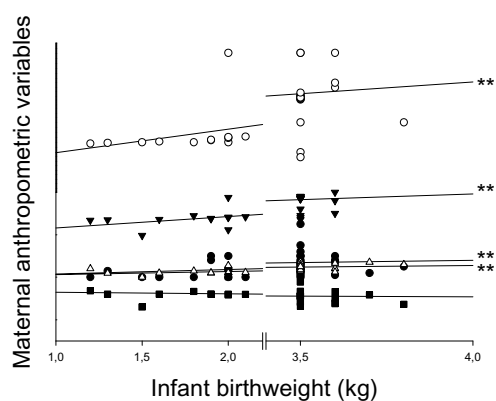 Maternal anthropometric variables
**
**
**
**
1,0 1,5 2,0 3,5 4,0
Infant birthweight (kg)